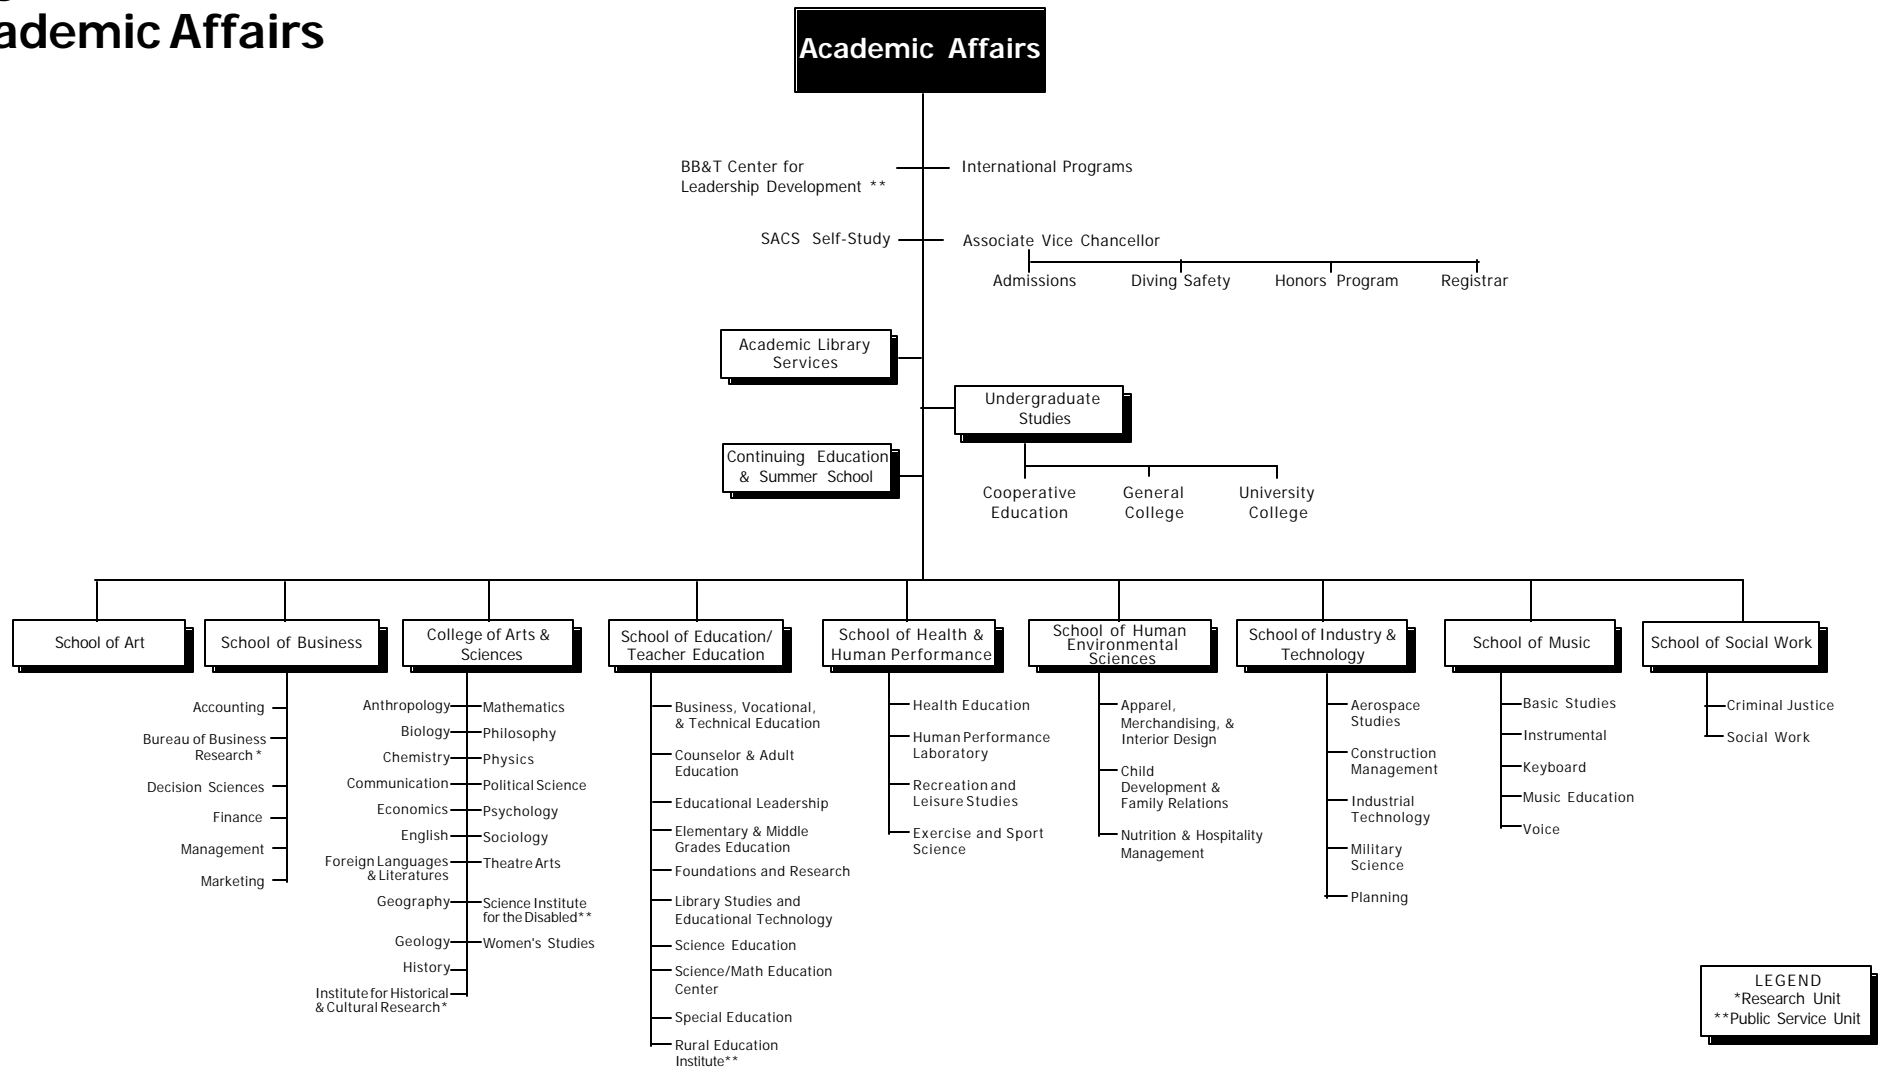 ademic Affairs
Academic Affairs
BB&T Center for
Leadership Development **
International Programs
SACS Self-Study
Associate Vice Chancellor
Admissions
Diving Safety
Honors Program
Registrar
Academic Library
Services
Undergraduate
Studies
Continuing Education
& Summer School
Cooperative
Education
General
College
University
College
School of Art
School of Business
Accounting
Bureau of Business
Research *
Decision Sciences
Finance
Management
Marketing
College of Arts &
Sciences
Anthropology
Biology
Chemistry
Communication
Economics
English
Foreign Languages
& Literatures
Geography
Geology
History
Institute for Historical
& Cultural Research*
Mathematics
Philosophy
Physics
Political Science
Psychology
Sociology
Theatre Arts
Science Institute
for the Disabled**
Women's Studies
School of Education/
Teacher Education
Business, Vocational,
& Technical Education
Counselor & Adult
Education
Educational Leadership
Elementary & Middle
Grades Education
Foundations and Research
Library Studies and
Educational Technology
Science Education
Science/Math Education
Center
Special Education
Rural Education
Institute**
School of Health &
Human Performance
Health Education
Human Performance
Laboratory
Recreation and
Leisure Studies
Exercise and Sport
Science
School of Human
Environmental
Sciences
Apparel,
Merchandising, &
Interior Design
Child
Development &
Family Relations
Nutrition & Hospitality
Management
School of Industry &
Technology
Aerospace
Studies
Construction
Management
Industrial
Technology
Military
Science
Planning
School of Music
Basic Studies
Instrumental
Keyboard
Music Education
Voice
School of Social Work
Criminal Justice
Social Work
LEGEND
*Research Unit
**Public Service Unit